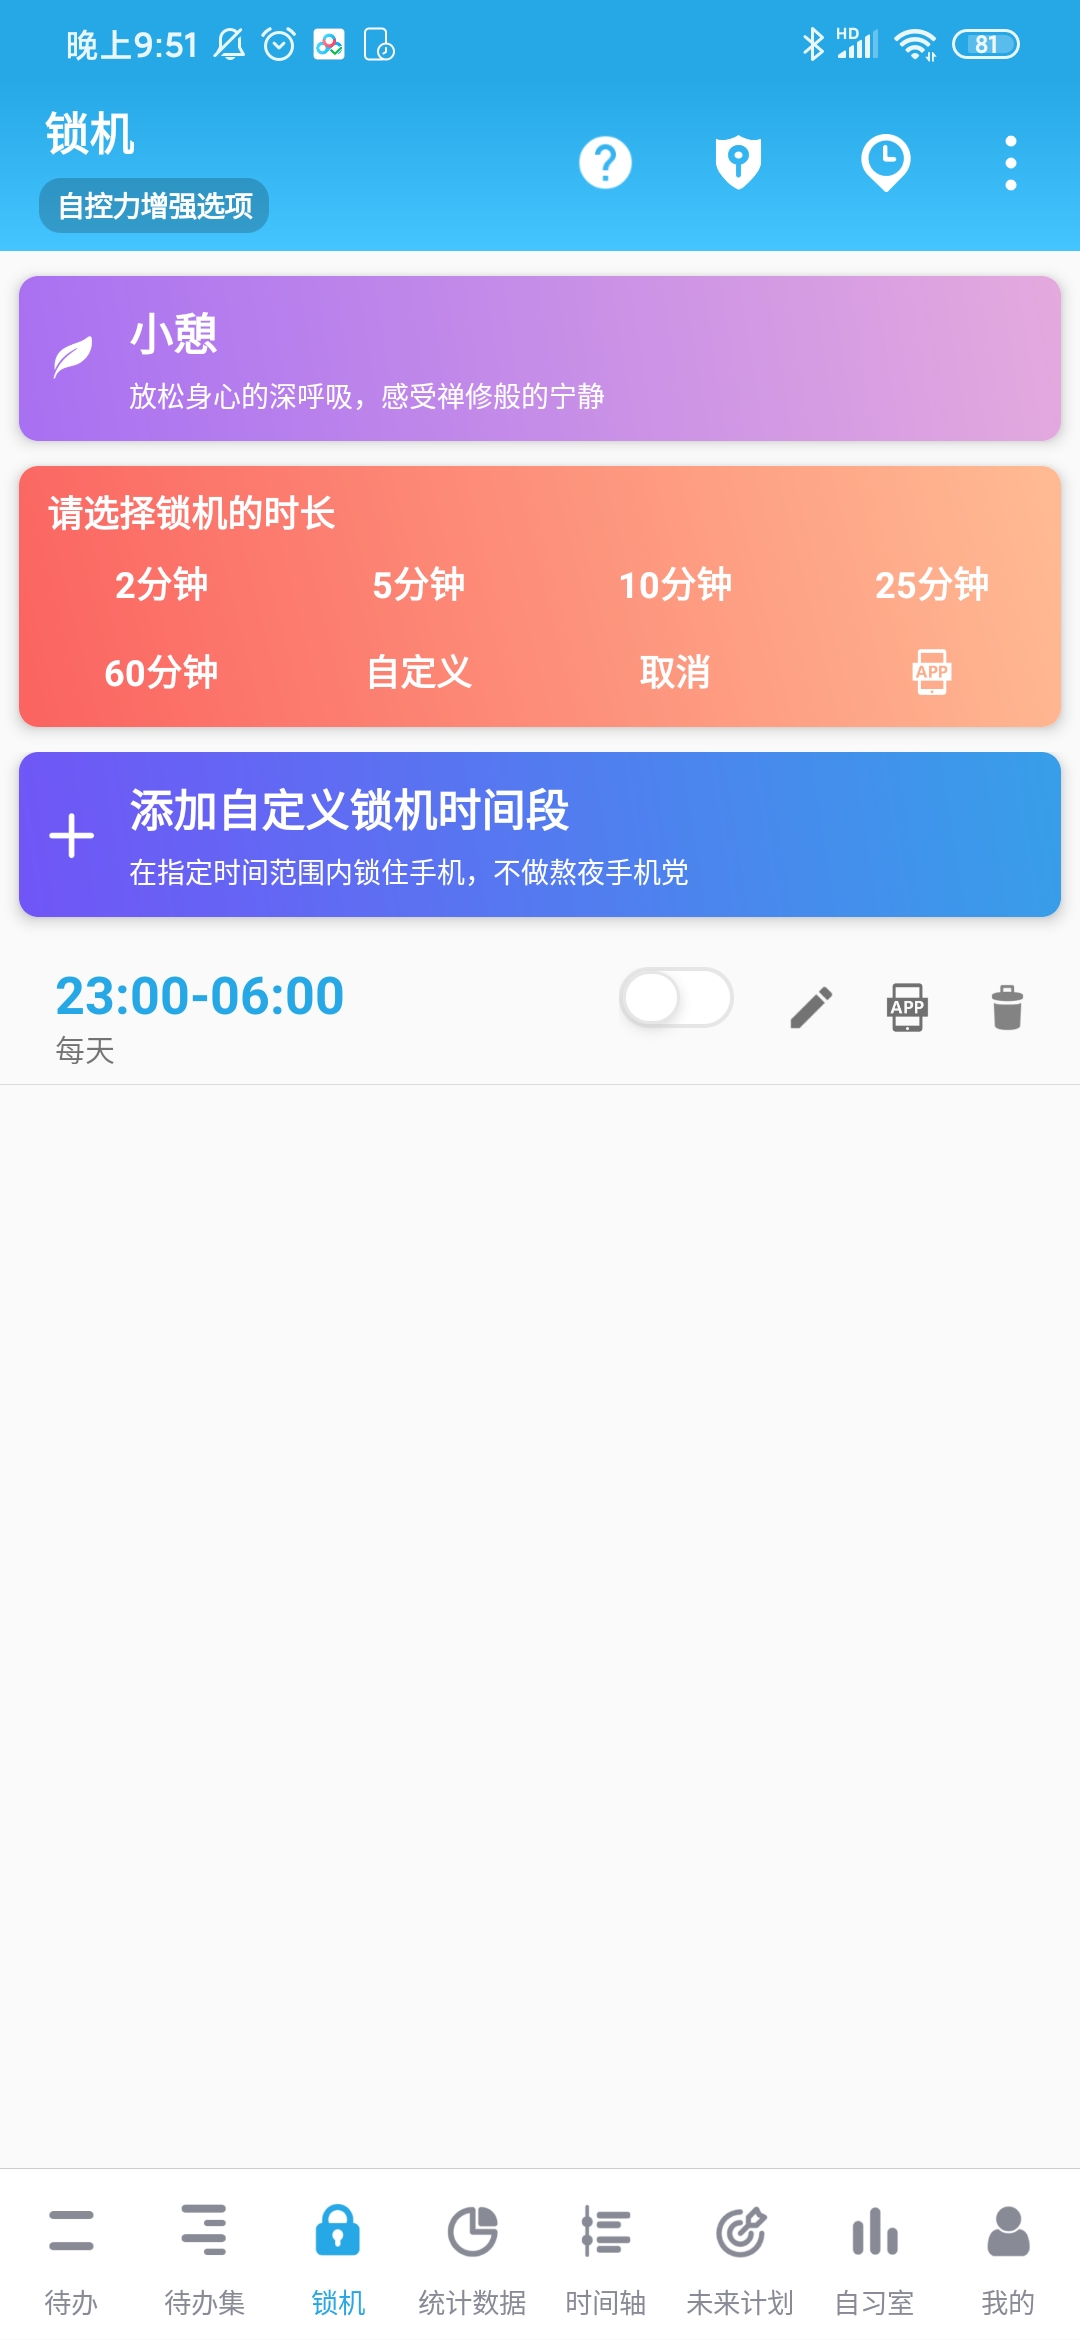 晚上9:51
HD
81
锁机
自控力增强选项
小憩
放松身心的深呼吸，感受禅修般的宁静
请选择锁机的时长
2分钟 5分钟 10分钟 25分钟
60分钟 自定义 取消 APP
添加自定义锁机时间段
在指定时间范围内锁住手机，不做熬夜手机党
23:00-06:00
APP
每天
待办 待办集 锁机 统计数据 时间轴 未来计划 自习室 我的